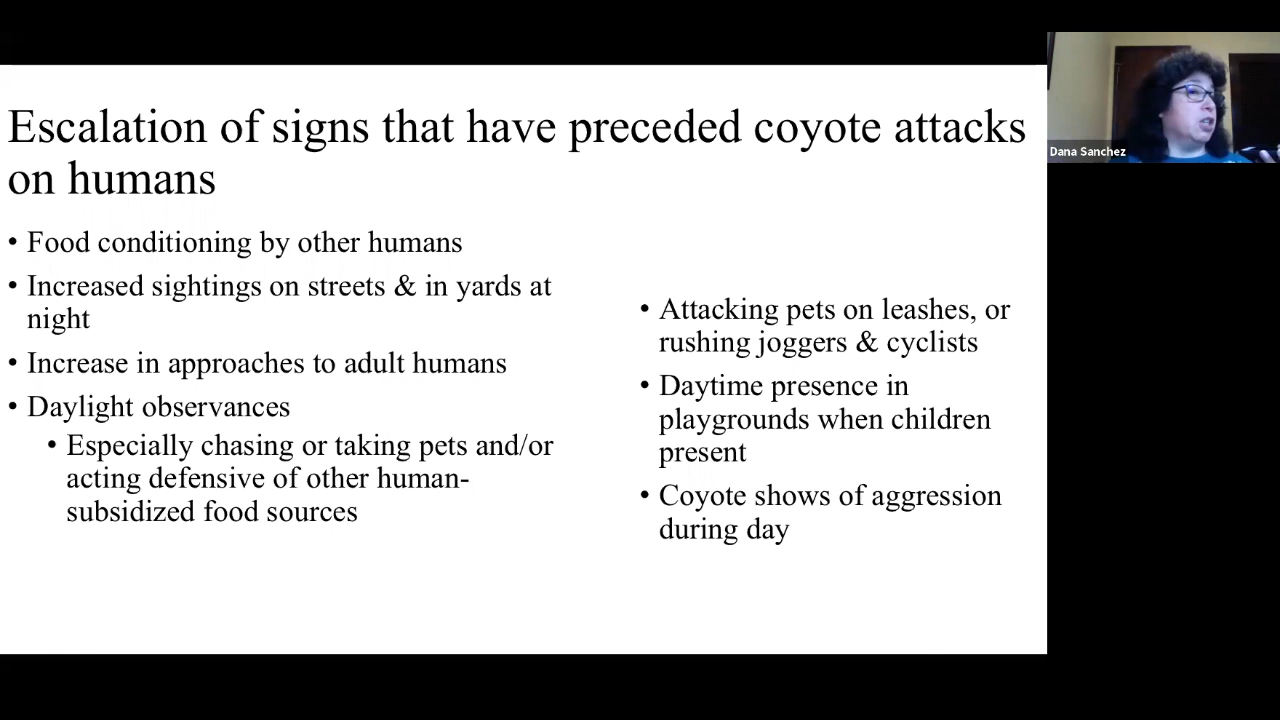 Escalation of signs that have preceded coyote attacks
on humans
• Food conditioning by other humans
• Increased sightings on streets & in yards at
night
• Increase in approaches to adult humans
• Daylight observances
• Especially chasing or taking pets and/or
acting defensive of other human-
subsidized food sources
• Attacking pets on leashes, or
rushing joggers & cyclists
• Daytime presence in
playgrounds when children
present
• Coyote shows of aggression
during day
Dana Sanchez